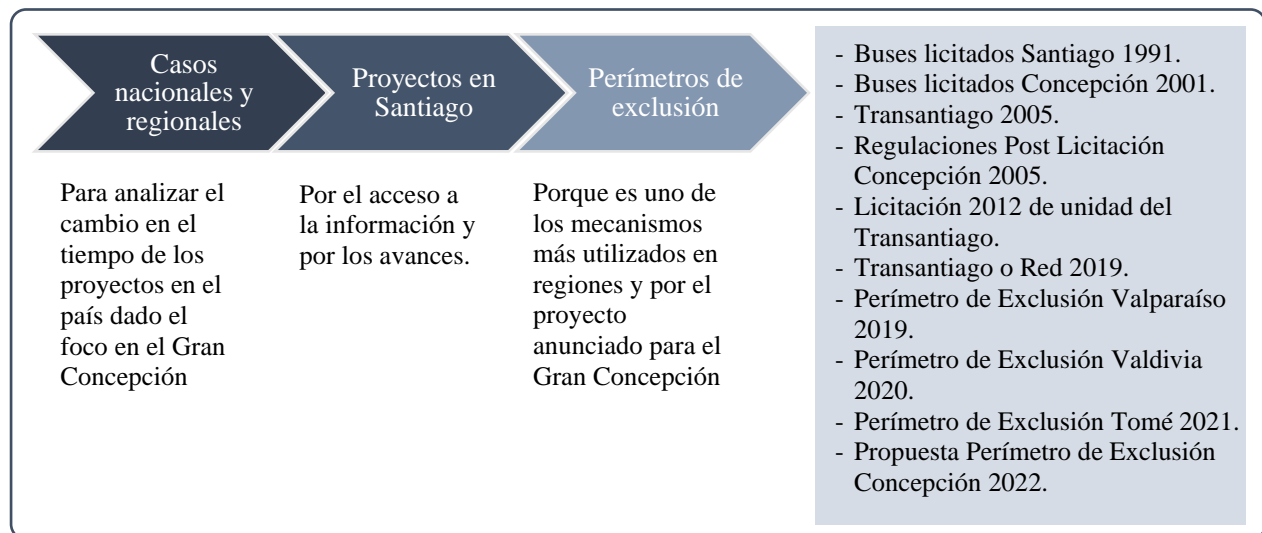 Casos
nacionales y
regionales
Proyectos en
Santiago
Perímetros de
exclusión
Para analizar el
cambio en el
tiempo de los
proyectos en el
país dado el
foco en el Gran
Concepción
Por el acceso a
la información y
por los avances.
Porque es uno de
los mecanismos
más utilizados en
regiones y por el
proyecto
anunciado para el
Gran Concepción
- Buses licitados Santiago 1991.
- Buses licitados Concepción 2001.
- Transantiago 2005.
- Regulaciones Post Licitación
Concepción 2005.
- Licitación 2012 de unidad del
Transantiago.
- Transantiago o Red 2019.
- Perímetro de Exclusión Valparaíso
2019.
- Perímetro de Exclusión Valdivia
2020.
- Perímetro de Exclusión Tomé 2021.
- Propuesta Perímetro de Exclusión
Concepción 2022.